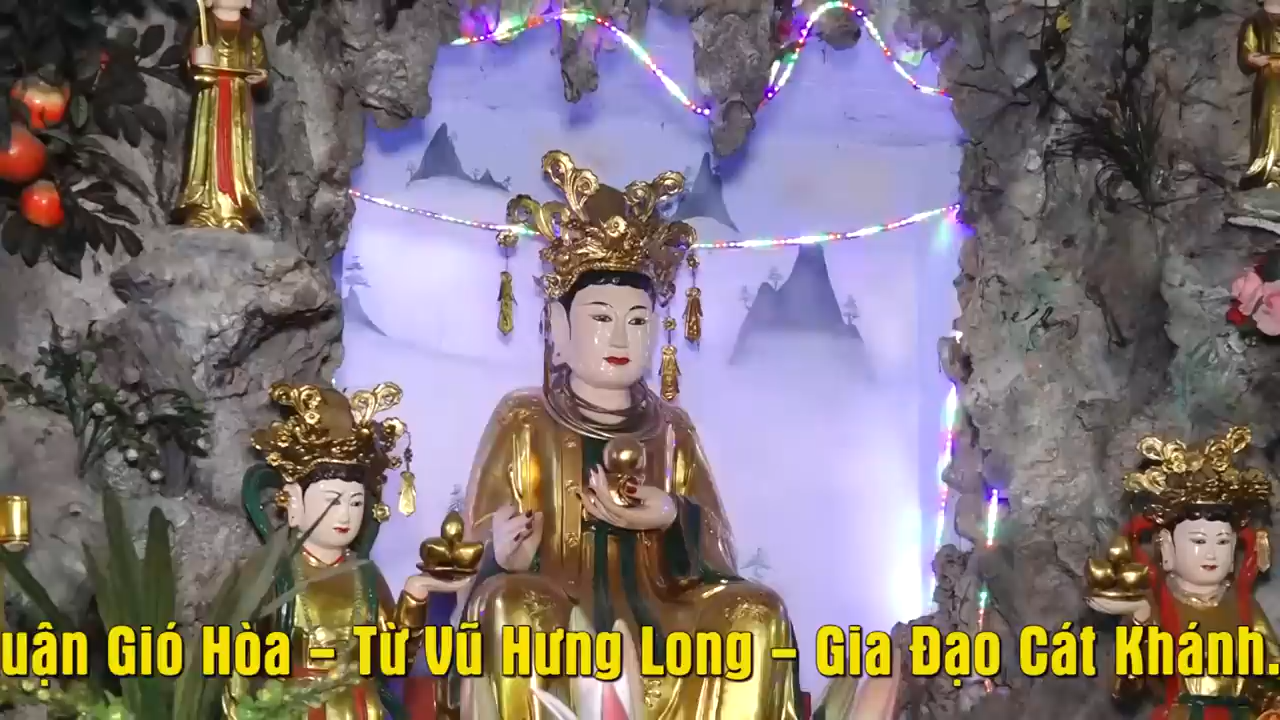 uận Gió Hòa – Từ Vũ Hưng Long – Gia Đạo Cát Khánh.